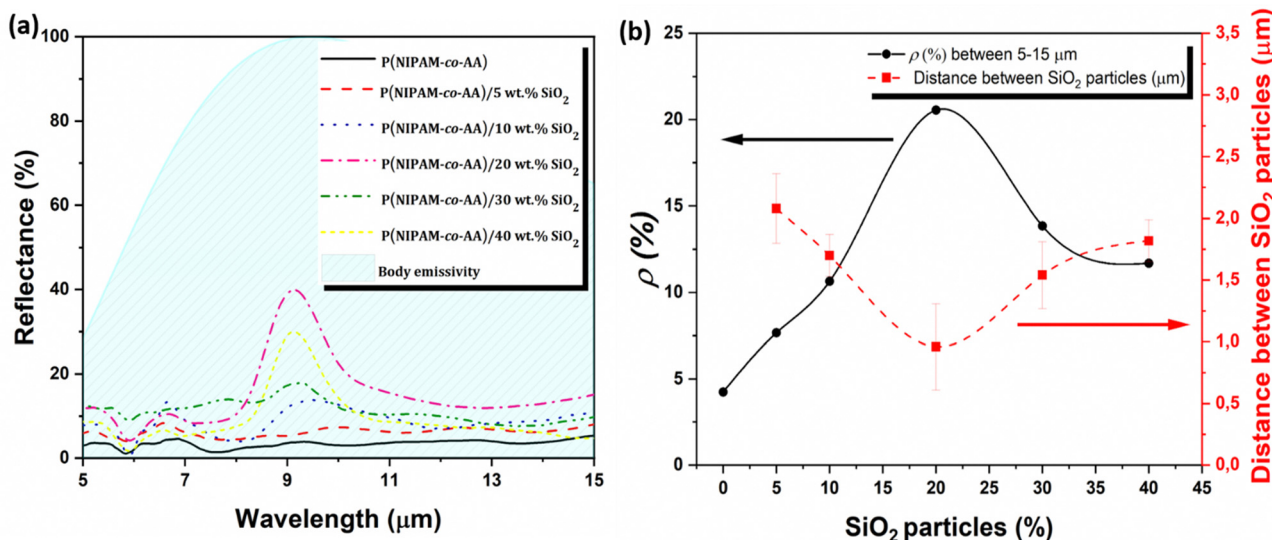 (a)
Reflectance (%)
100
80
60
40
20
0
5
7
9
11
13
15
Wavelength (μm)
P(NIPAM-co-AA)
P(NIPAM-co-AA)/5 wt.% SiO₂
P(NIPAM-co-AA)/10 wt.% SiO₂
P(NIPAM-co-AA)/20 wt.% SiO₂
P(NIPAM-co-AA)/30 wt.% SiO₂
P(NIPAM-co-AA)/40 wt.% SiO₂
Body emissivity
(b)
ρ (%)
25
20
15
10
5
0
0
5
10
15
20
25
30
35
40
45
SiO₂ particles (%)
ρ (%) between 5-15 μm
Distance between SiO₂ particles (μm)
3,5
3,0
2,5
2,0
1,5
1,0
0,5
0,0
Distance between SiO₂ particles (μm)